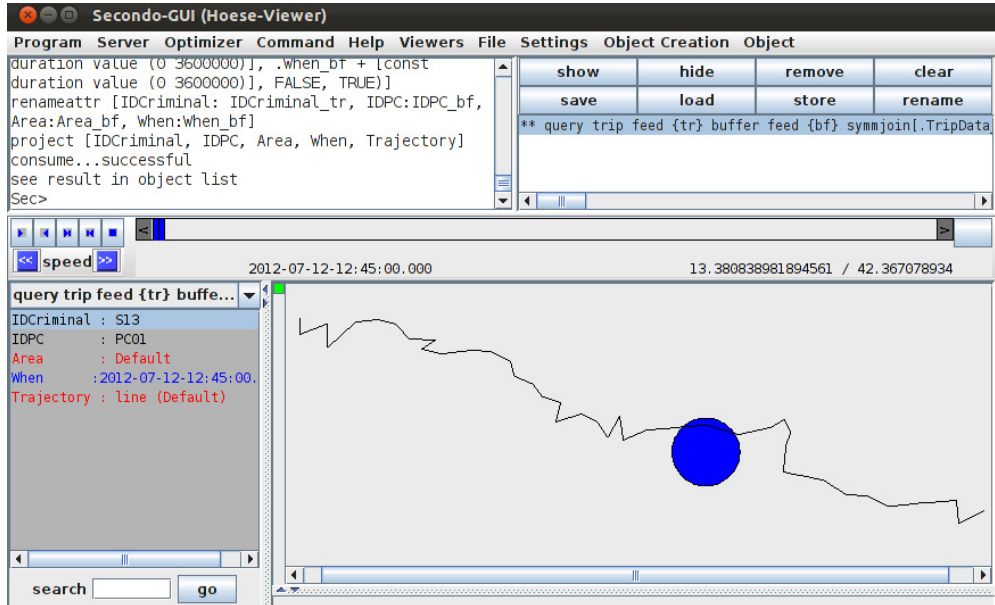 Secondo-GUI (Hoese-Viewer)
Program Server Optimizer Command Help Viewers File Settings Object Creation Object
duration value (0 3600000)], .When_bf + [const
duration value (0 3600000)], FALSE, TRUE)]
renameattr [IDCriminal: IDCriminal_tr, IDPC:IDPC_bf,
Area:Area_bf, When:When_bf]
project [IDCriminal, IDPC, Area, When, Trajectory]
consume...successful
see result in object list
Sec>
show hide remove clear
save load store rename
** query trip feed {tr} buffer feed {bf} symmjoin[.TripData_
<< speed >>
2012-07-12-12:45:00.000
13.380838981894561 / 42.367078934
query trip feed {tr} buffe...
IDCriminal : S13
IDPC : PC01
Area : Default
When :2012-07-12-12:45:00.
Trajectory : line (Default)
search go